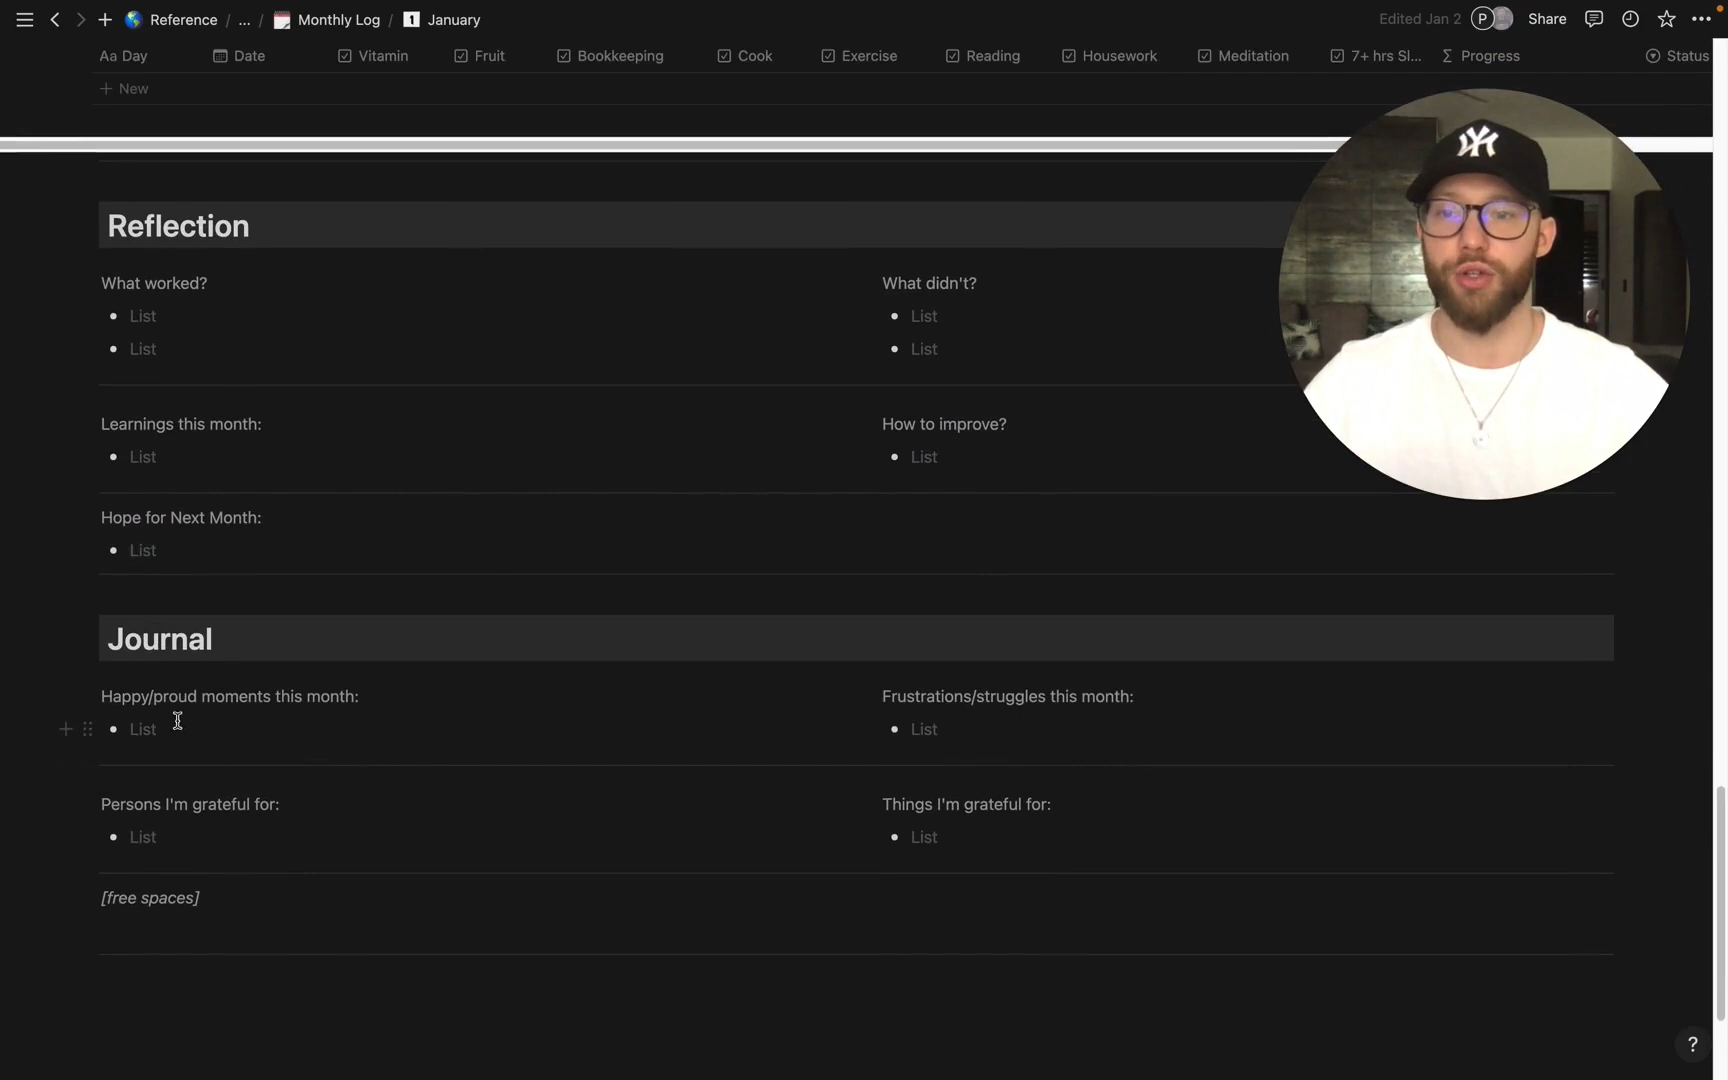 Reference / ... / Monthly Log / 1 January Edited Jan 2 P Share
Aa Day Date Vitamin Fruit Bookkeeping Cook Exercise Reading Housework Meditation 7+ hrs Sl... Σ Progress Status
+ New
Reflection
What worked? What didn't?
• List • List
• List • List
Learnings this month: How to improve?
• List • List
Hope for Next Month:
• List
Journal
Happy/proud moments this month: Frustrations/struggles this month:
• List • List
Persons I'm grateful for: Things I'm grateful for:
• List • List
[free spaces]
?
NY